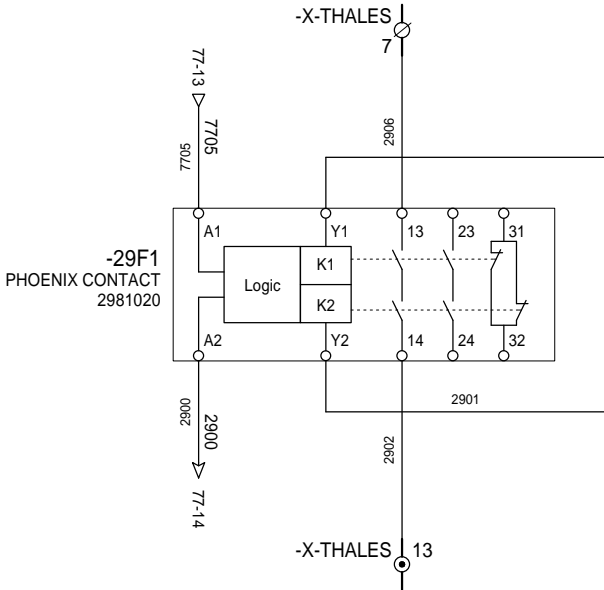 -X-THALES
7
77-13
7705
7705
2906
A1
Y1
13
23
31
-29F1
PHOENIX CONTACT
2981020
Logic
K1
K2
A2
Y2
14
24
32
2900
2900
2901
2902
77-14
-X-THALES
13